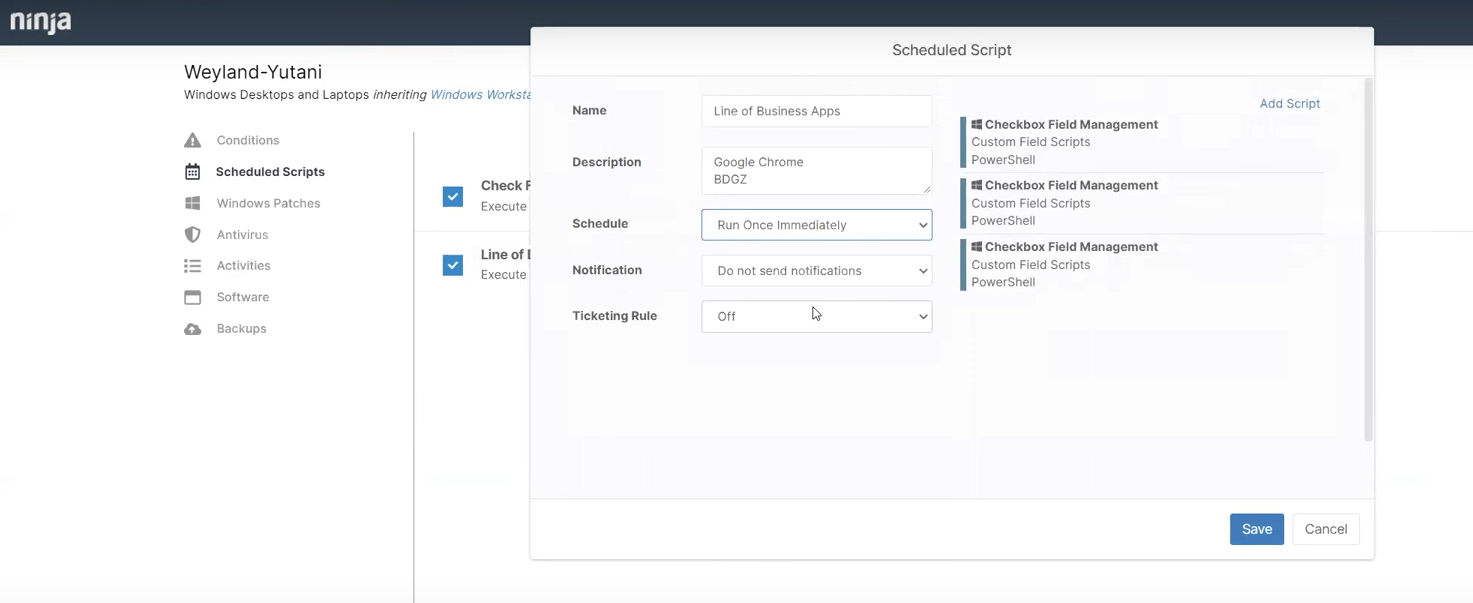 ninja
Weyland-Yutani
Windows Desktops and Laptops inheriting Windows
Conditions
Scheduled Scripts
Windows Patches
Antivirus
Activities
Software
Backups
Check
Execute
Line of
Execute
Scheduled Script
Name
Line of Business Apps
Description
Google Chrome
BDGZ
Schedule
Run Once Immediately
Notification
Do not send notifications
Ticketing Rule
Off
Add Script
Checkbox Field Management
Custom Field Scripts
PowerShell
Checkbox Field Management
Custom Field Scripts
PowerShell
Checkbox Field Management
Custom Field Scripts
PowerShell
Save
Cancel